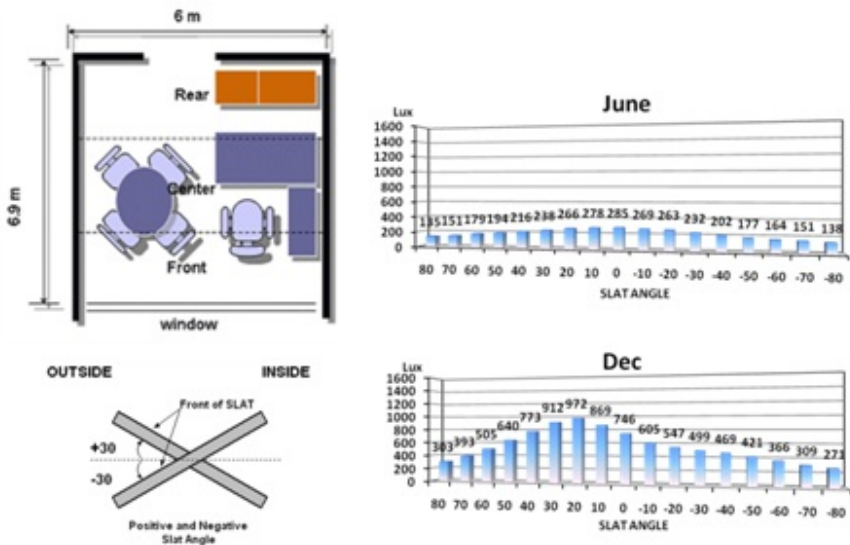 6 m
6.9 m
Rear
Center
Front
window
OUTSIDE INSIDE
Front of SLAT
+30
-30
Positive and Negative
Slat Angle
June
Lux
1600
1400
1200
1000
800
600
400
200
0
135 151 179 194 216 238 266 278 285 269 263 232 202 177 164 151 138
80 70 60 50 40 30 20 10 0 -10 -20 -30 -40 -50 -60 -70 -80
SLAT ANGLE
Dec
Lux
1600
1400
1200
1000
800
600
400
200
0
303 393 505 640 773 912 972 869 746 605 547 499 469 421 366 309 271
80 70 60 50 40 30 20 10 0 -10 -20 -30 -40 -50 -60 -70 -80
SLAT ANGLE